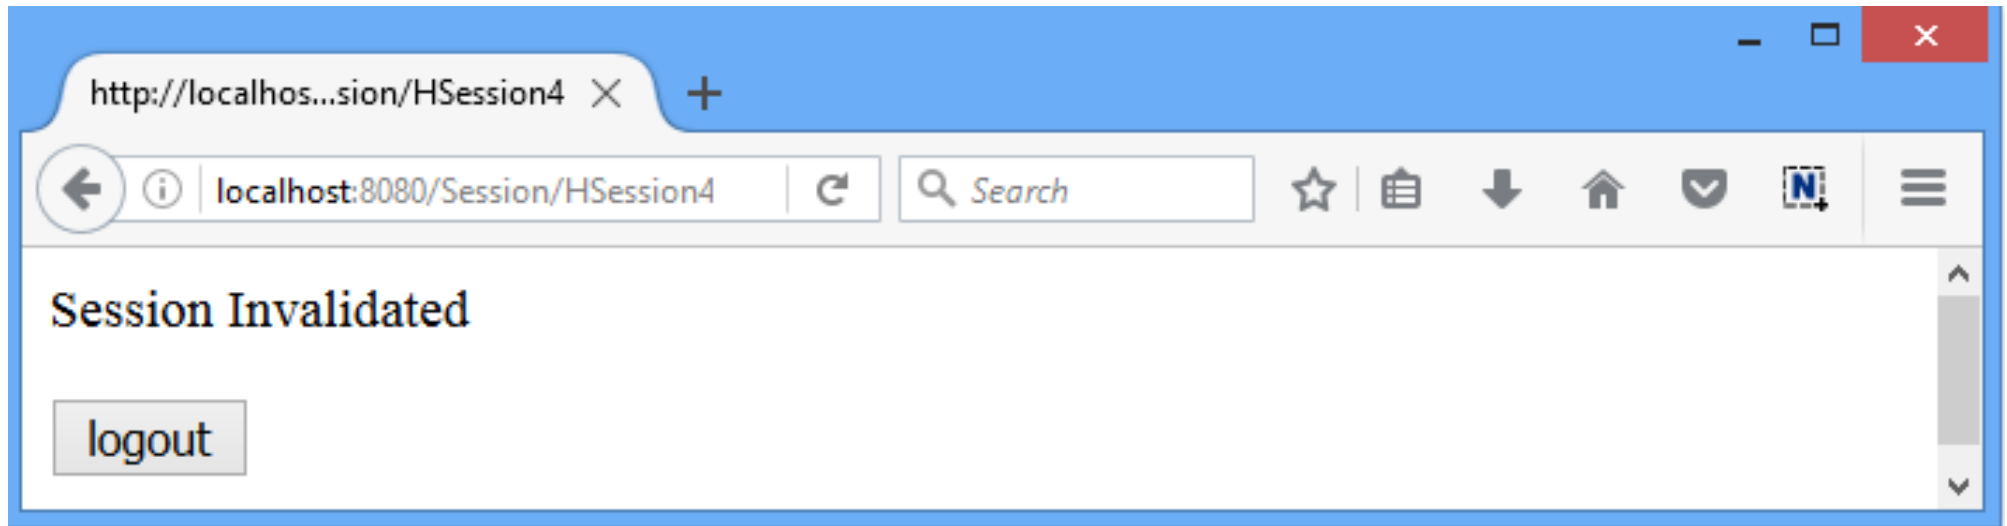 http://localhos...sion/HSession4
localhost:8080/Session/HSession4
Search
N
Session Invalidated
logout